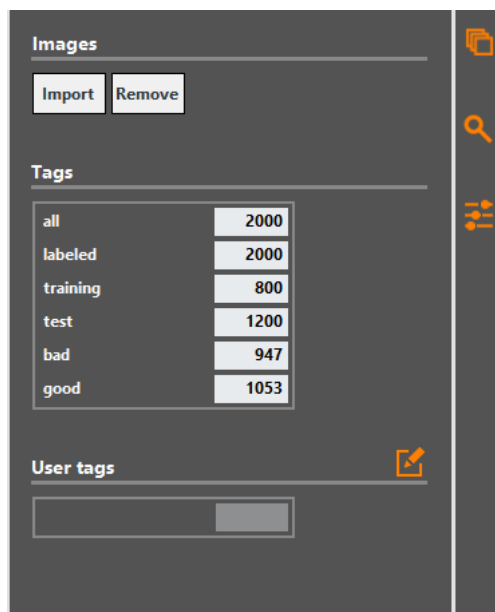 Images
Import Remove
Tags
all 2000
labeled 2000
training 800
test 1200
bad 947
good 1053
User tags